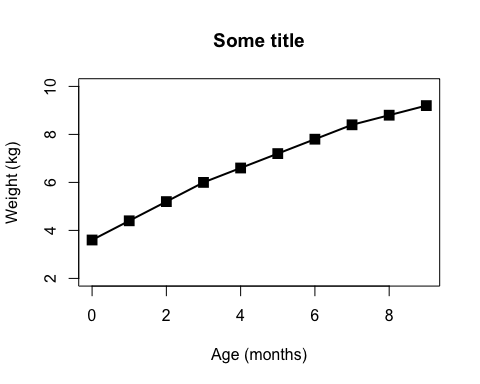 Some title
Weight (kg)
10
8
6
4
2
0 2 4 6 8
Age (months)